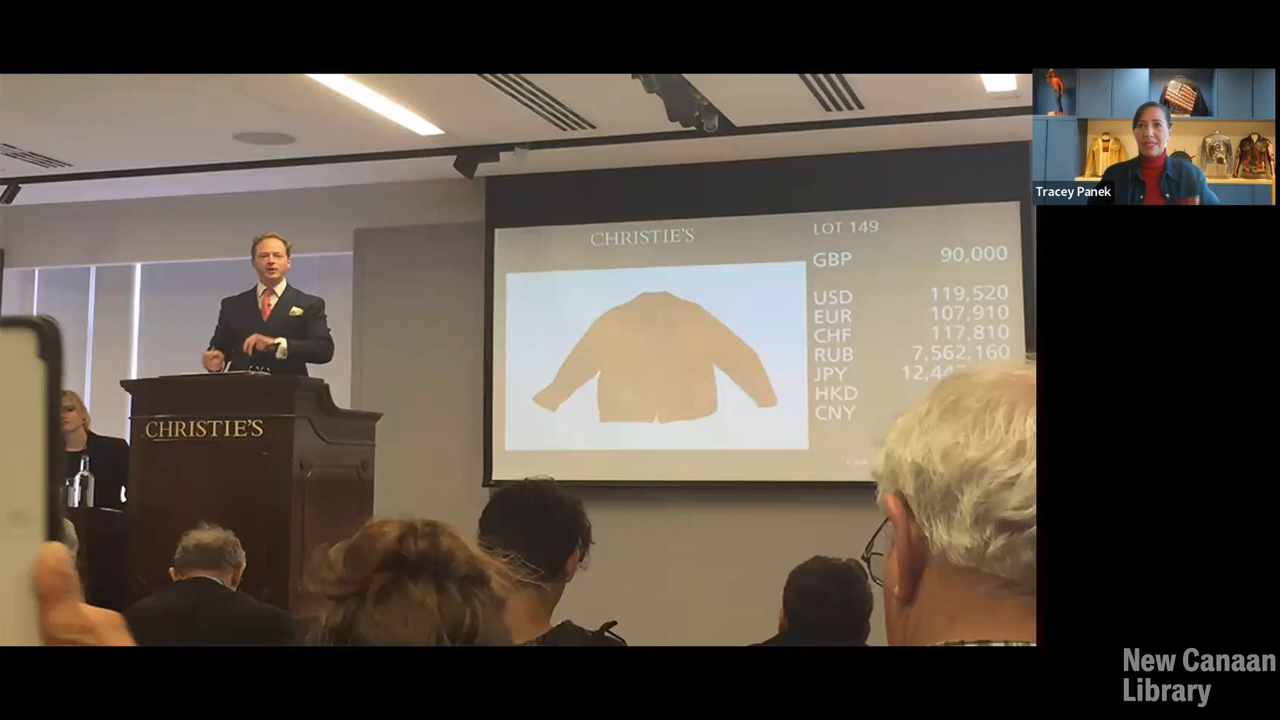 CHRISTIE'S
LOT 149
GBP 90,000
USD 119,520
EUR 107,910
CHF 117,810
RUB 7,562,160
JPY
HKD
CNY
CHRISTIE'S
Tracey Panek
New Canaan
Library